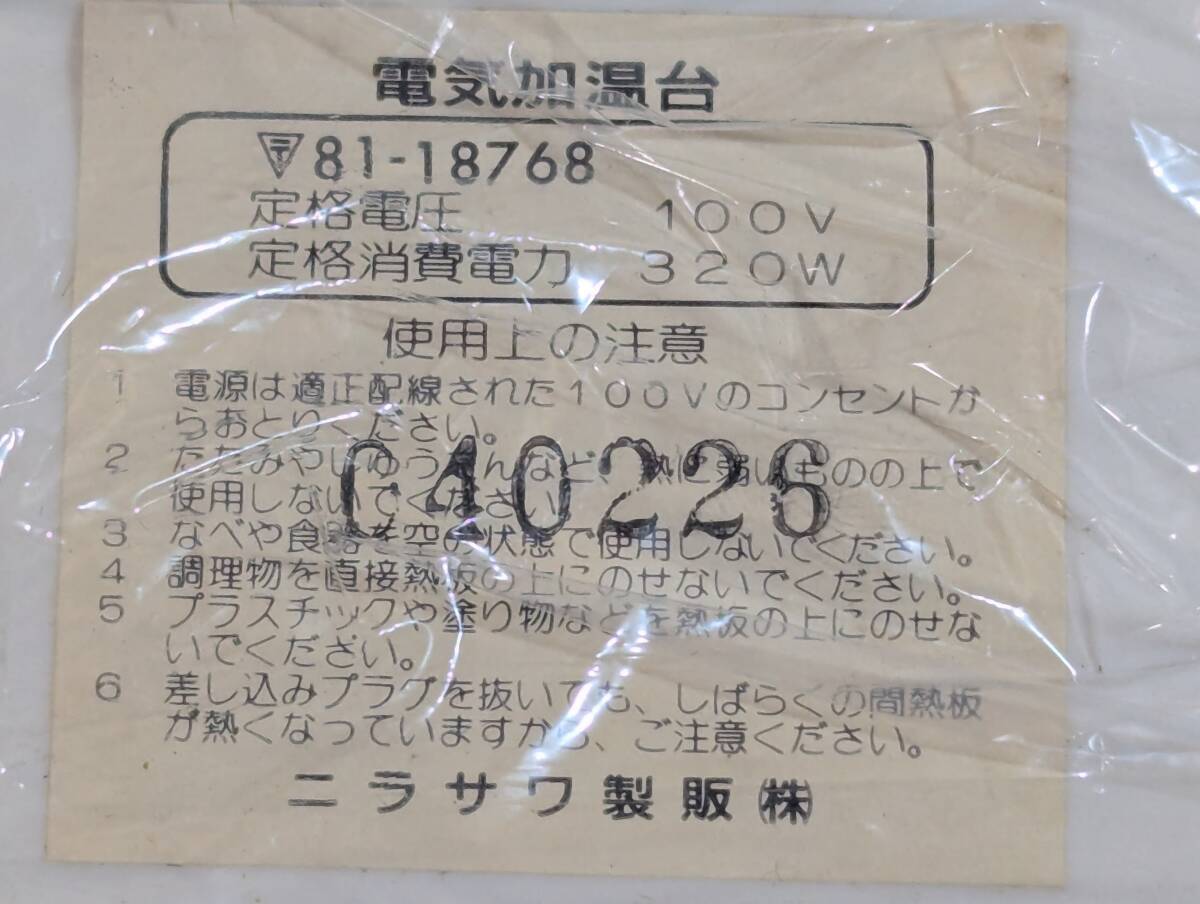 電気加温台
〒81-18768
定格電圧 100V
定格消費電力 320W
使用上の注意
1 電源は適正配線された100Vのコンセントか
らおとりください。
2 たたみやじゅうたんなど、熱に弱いものの上で
使用しないでください
040226
3 なべや食器を空の状態で使用しないでください。
4 調理物を直接熱板の上にのせないでください。
5 プラスチックや塗り物などを熱板の上にのせな
いでください。
6 差し込みプラグを抜いても、しばらくの間熱板
が熱くなっていますから、ご注意ください。
ニラサワ製販㈱